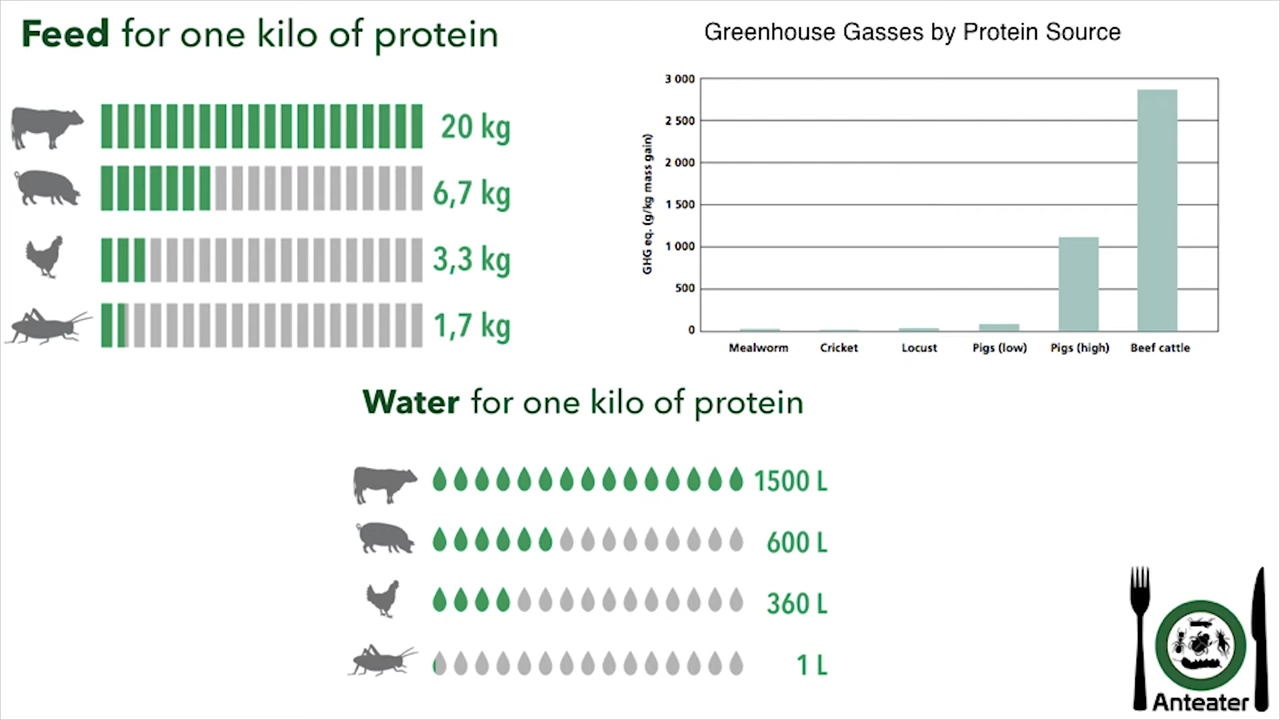 Feed for one kilo of protein
20 kg
6,7 kg
3,3 kg
1,7 kg
Greenhouse Gasses by Protein Source
GHG eq. (g/kg mass gain)
3 000
2 500
2 000
1 500
1 000
500
0
Mealworm Cricket Locust Pigs (low) Pigs (high) Beef cattle
Water for one kilo of protein
1500 L
600 L
360 L
1 L
Anteater